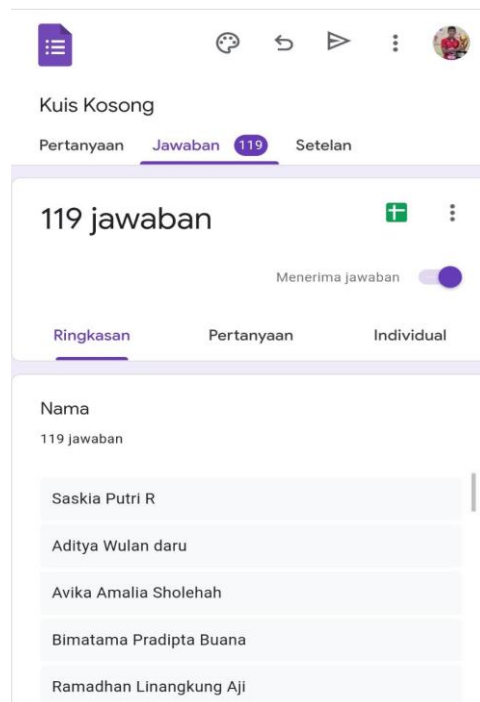 Kuis Kosong
Pertanyaan Jawaban 119 Setelan
119 jawaban
Menerima jawaban
Ringkasan Pertanyaan Individual
Nama
119 jawaban
Saskia Putri R
Aditya Wulan daru
Avika Amalia Sholehah
Bimatama Pradipta Buana
Ramadhan Linangkung Aji